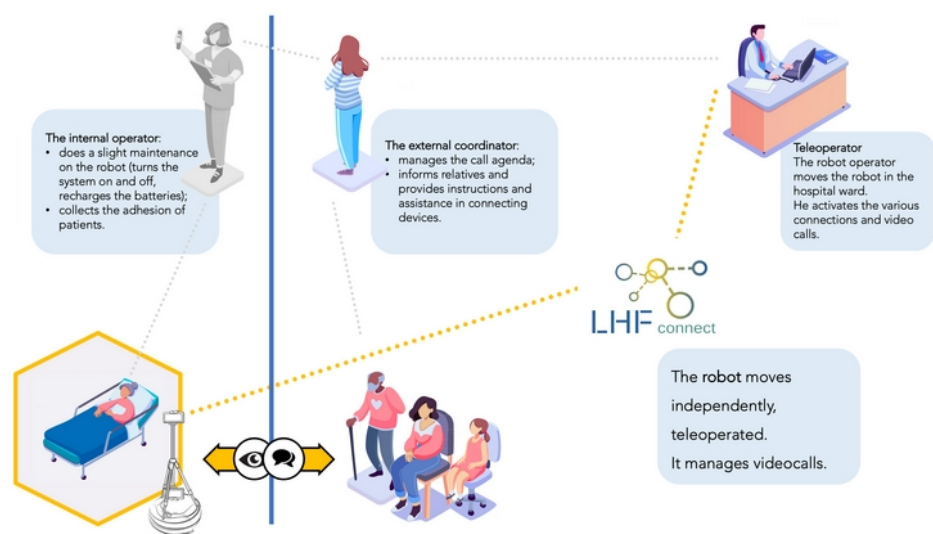 The internal operator:
• does a slight maintenance
on the robot (turns the
system on and off,
recharges the batteries);
• collects the adhesion of
patients.
The external coordinator:
• manages the call agenda;
• informs relatives and
provides instructions and
assistance in connecting
devices.
Teleoperator
The robot operator
moves the robot in the
hospital ward.
He activates the various
connections and video
calls.
LHF connect
The robot moves
independently,
teleoperated.
It manages videocalls.